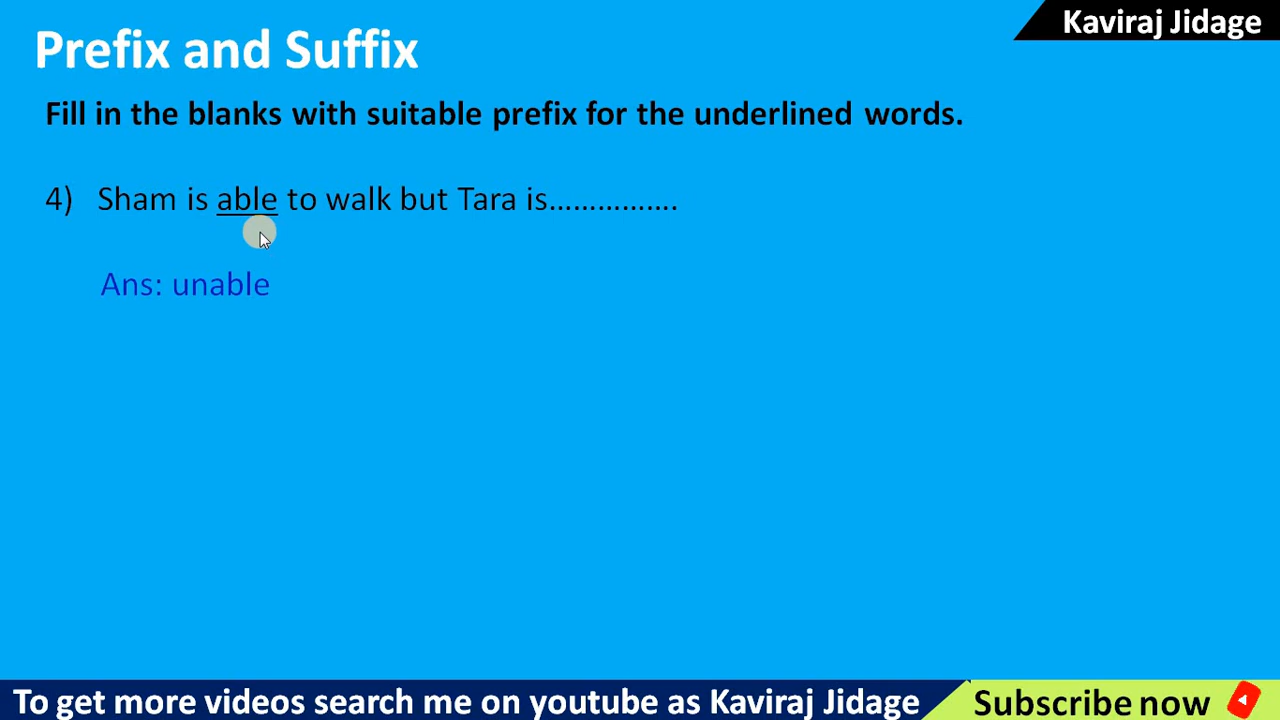 Kaviraj Jidage
Prefix and Suffix
Fill in the blanks with suitable prefix for the underlined words.
4) Sham is able to walk but Tara is................
Ans: unable
To get more videos search me on youtube as Kaviraj Jidage
Subscribe now